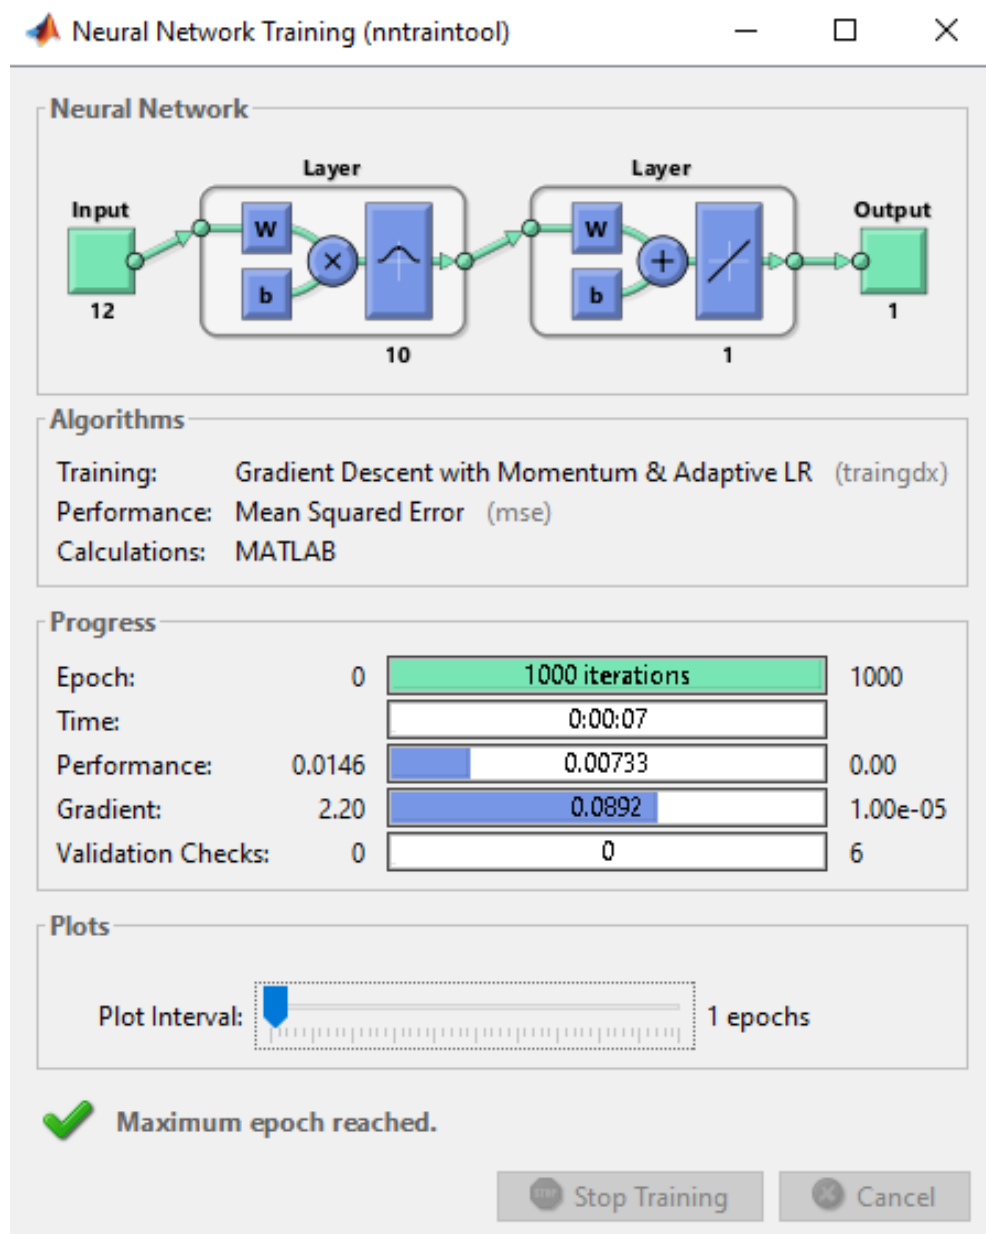 Neural Network Training (nntraintool)
Neural Network
Layer Layer
Input Output
W W
b b
12 1
10 1
Algorithms
Training: Gradient Descent with Momentum & Adaptive LR (traingdx)
Performance: Mean Squared Error (mse)
Calculations: MATLAB
Progress
Epoch: 0 1000 iterations 1000
Time: 0:00:07
Performance: 0.0146 0.00733 0.00
Gradient: 2.20 0.0892 1.00e-05
Validation Checks: 0 0 6
Plots
Plot Interval: 1 epochs
Maximum epoch reached.
STOP Stop Training Cancel